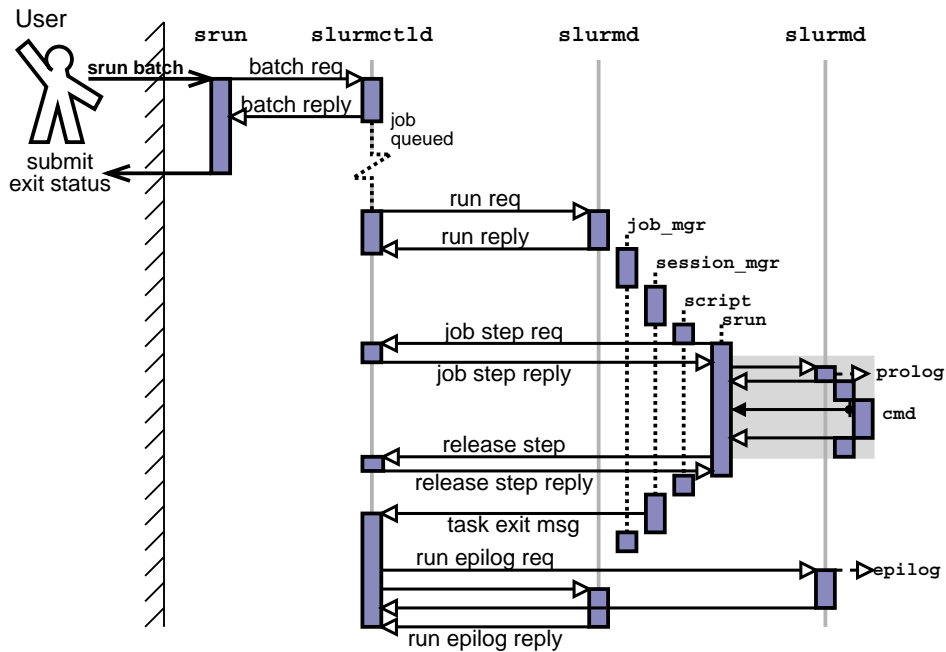 User
srun
slurmctld
slurmd
slurmd
srun batch
batch req
batch reply
job
queued
submit
exit status
run req
run reply
job_mgr
session_mgr
script
srun
job step req
job step reply
prolog
cmd
release step
release step reply
task exit msg
run epilog req
epilog
run epilog reply